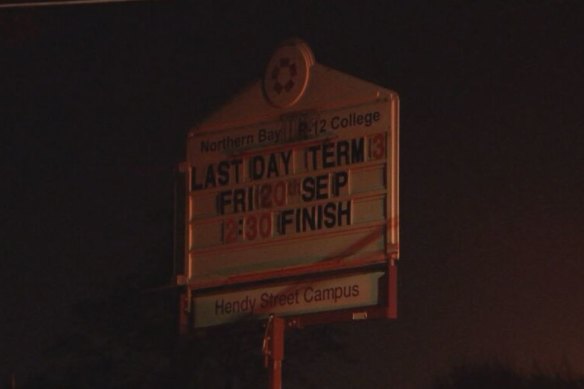 Northern Bay P-12 College
LAST DAY TERM 3
FRI 20TH SEP
2:30 FINISH
Hendy Street Campus